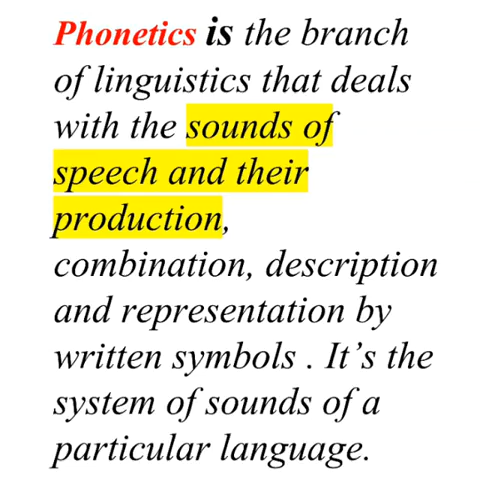 Phonetics is the branch
of linguistics that deals
with the sounds of
speech and their
production,
combination, description
and representation by
written symbols . It’s the
system of sounds of a
particular language.